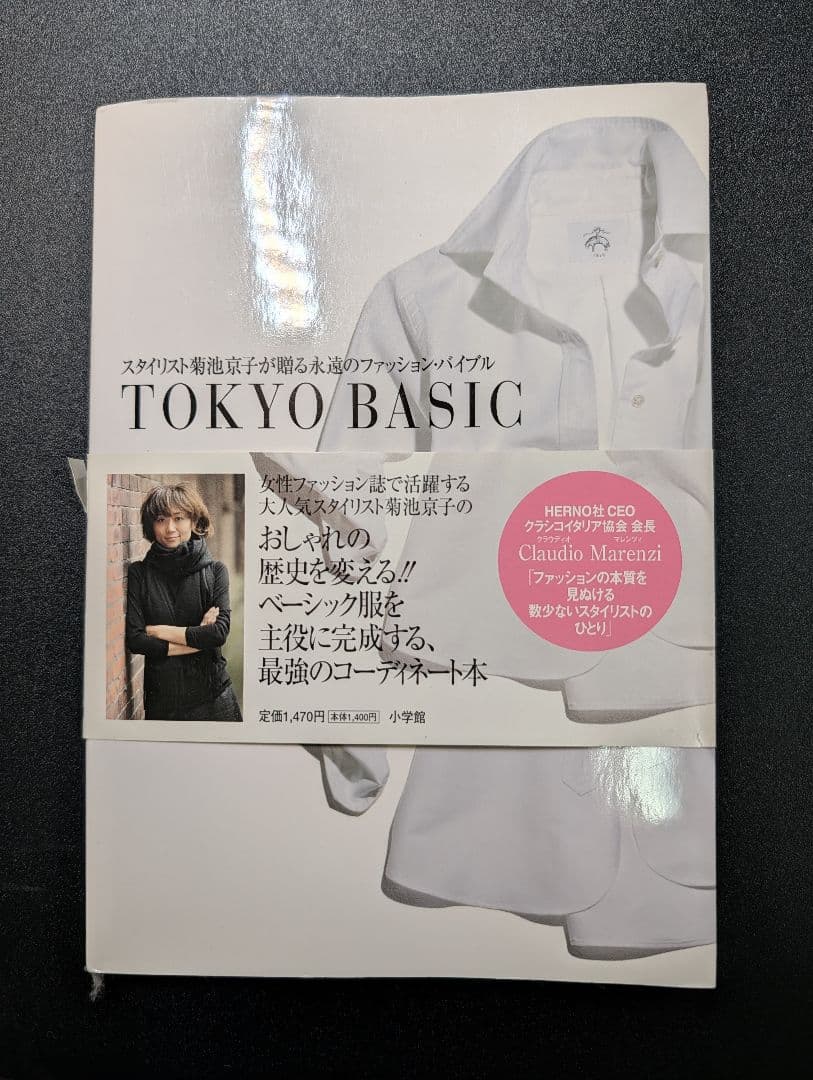 スタイリスト菊池京子が贈る永遠のファッション・バイブル
TOKYO BASIC
女性ファッション誌で活躍する
大人気スタイリスト菊池京子の
おしゃれの
歴史を変える!!
ベーシック服を
主役に完成する、
最強のコーディネート本
定価1,470円 本体1,400円 小学館
HERNO社 CEO
クラシコイタリア協会 会長
クラウディオ マレンツィ
Claudio Marenzi
「ファッションの本質を
見ぬける
数少ないスタイリストの
ひとり」